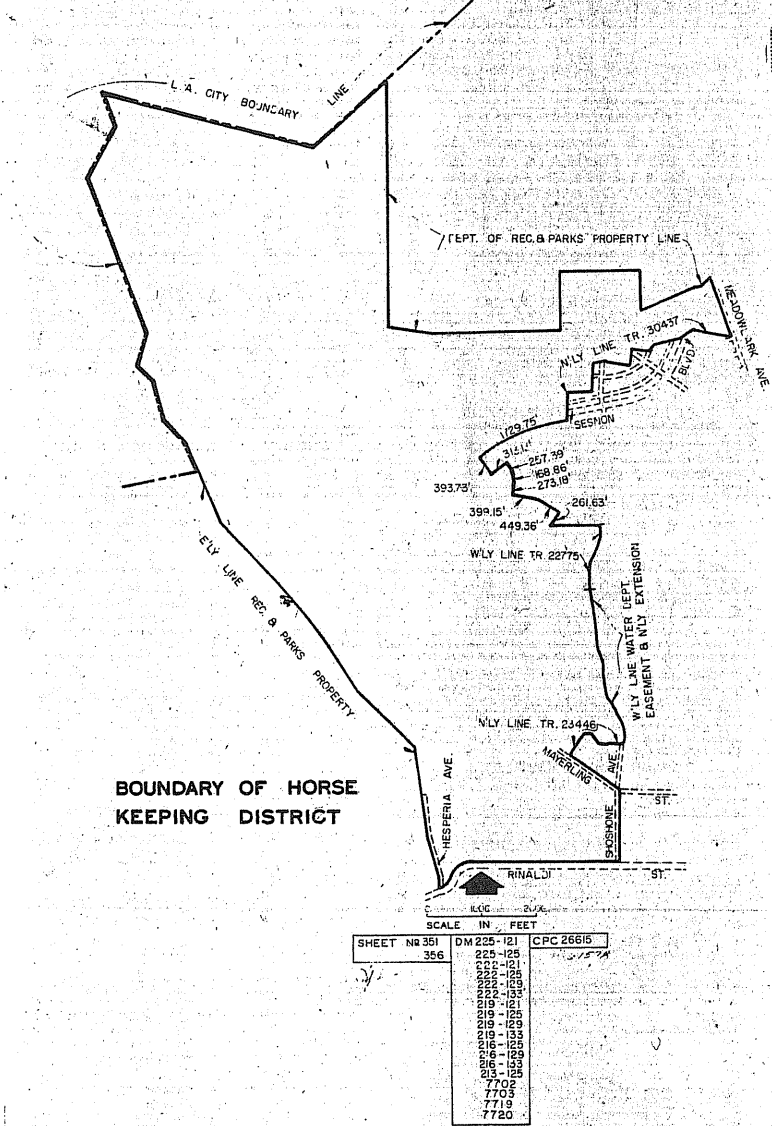 L. A. CITY BOUNDARY LINE
DEPT. OF REC. & PARKS PROPERTY LINE
MEADOWLARK AVE.
N'LY LINE TR. 30437
BLVD.
SESNON
1729.75'
257.39'
168.86'
273.18'
393.73'
399.15'
261.63'
449.36'
W'LY LINE TR. 22775
E'LY LINE REC. & PARKS PROPERTY
W'LY LINE WATER DEPT.
EASEMENT & N'LY EXTENSION
N'LY LINE TR. 23446
MAYERLING ST.
SHOSHONE AVE.
HESPERIA AVE.
BOUNDARY OF HORSE
KEEPING DISTRICT
RINALDI ST.
0 1000 2000
SCALE IN FEET
SHEET Nº 351 DM 225-121 CPC 26615
356 225-125
222-121
222-125
222-129
222-133
219-121
219-125
219-129
219-133
216-125
216-129
216-133
213-125
7702
7703
7719
7720